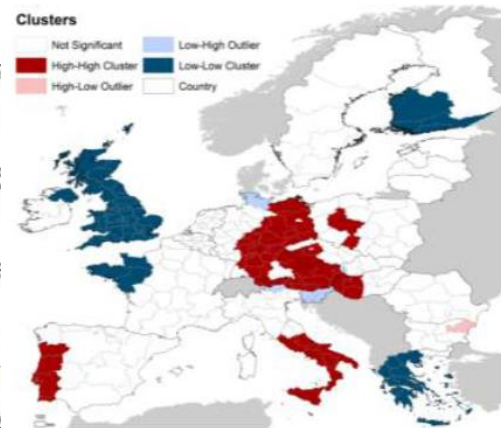 Clusters
Not Significant
Low-High Outlier
High-High Cluster
Low-Low Cluster
High-Low Outlier
Country